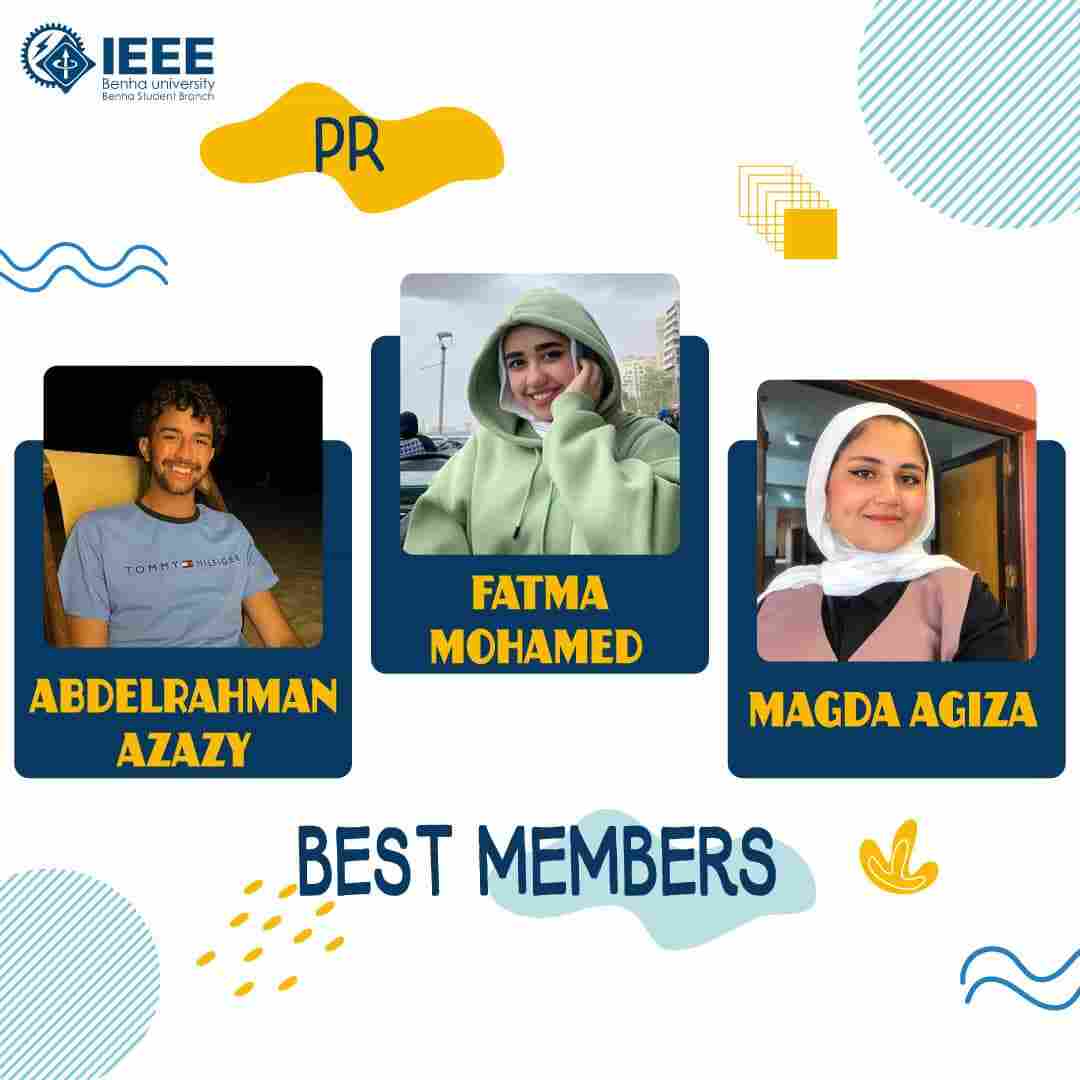 IEEE
Benha university
Benha Student Branch
PR
TOMMY HILFIGER
FATMA
MOHAMED
ABDELRAHMAN
AZAZY
MAGDA AGIZA
BEST MEMBERS